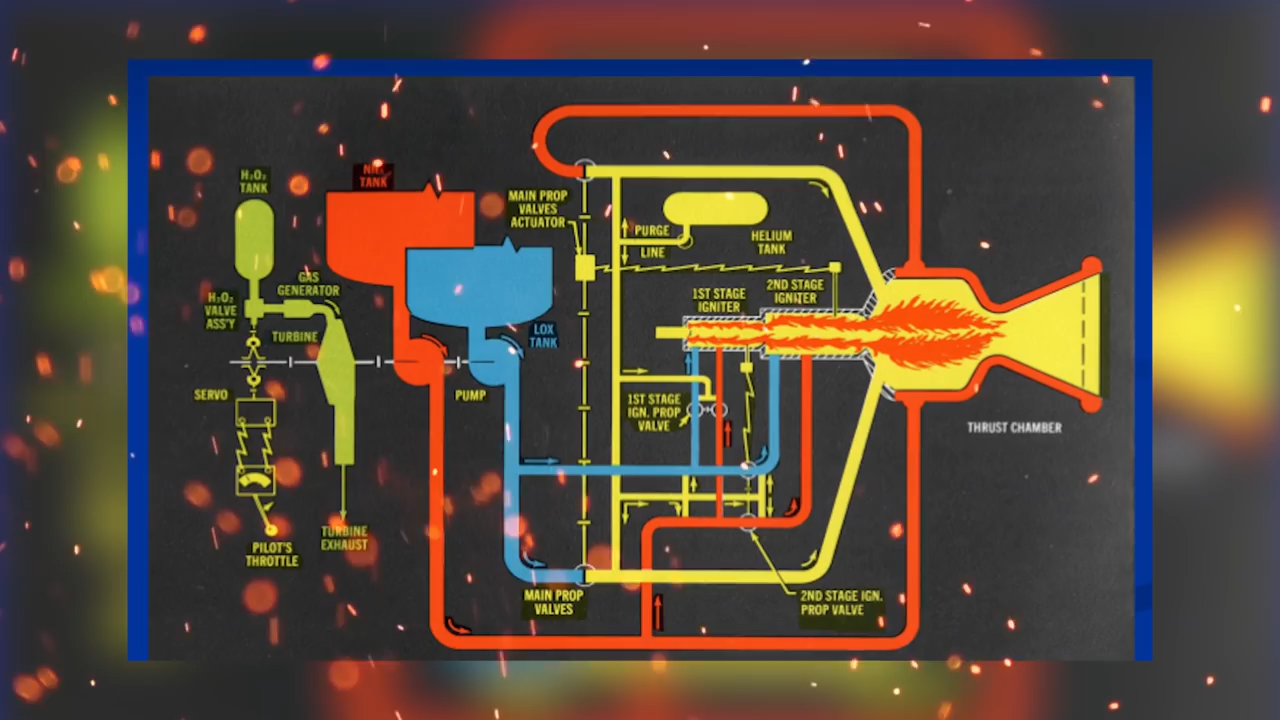 H₂O₂
TANK
NH₃
TANK
MAIN PROP
VALVES
ACTUATOR
PURGE
LINE
HELIUM
TANK
GAS
GENERATOR
H₂O₂
VALVE
ASS'Y
TURBINE
1ST STAGE
IGNITER
2ND STAGE
IGNITER
LOX
TANK
SERVO
PUMP
1ST STAGE
IGN. PROP
VALVE
THRUST CHAMBER
PILOT'S
THROTTLE
TURBINE
EXHAUST
MAIN PROP
VALVES
2ND STAGE IGN.
PROP VALVE